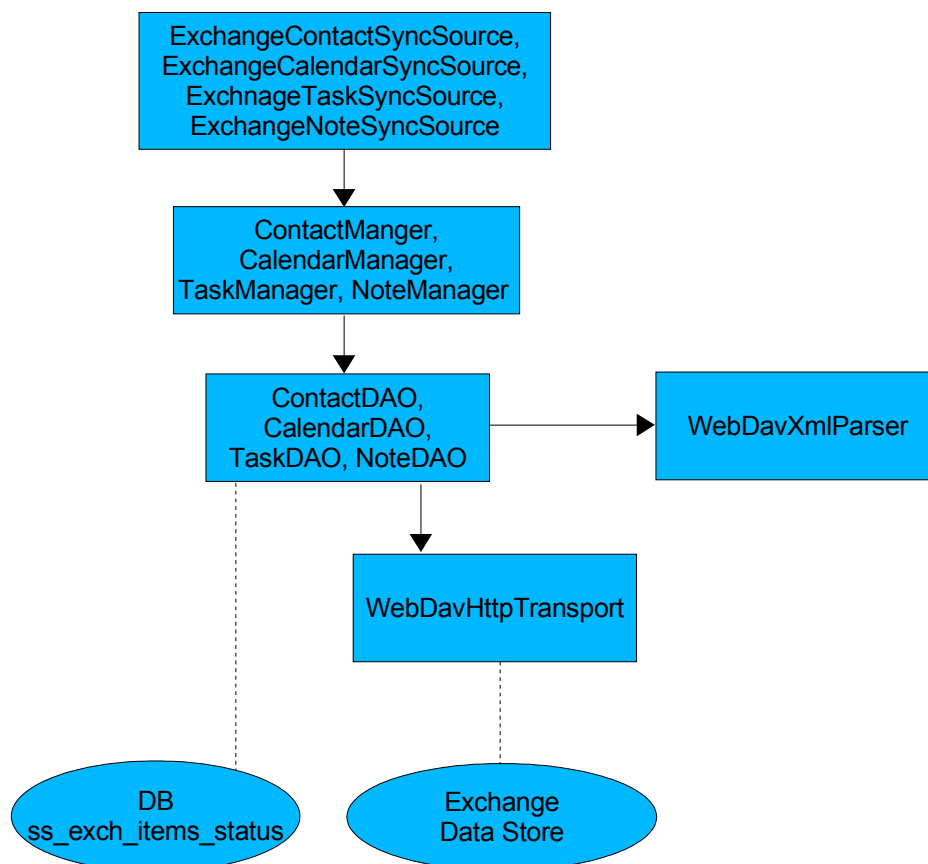 ExchangeContactSyncSource,
ExchangeCalendarSyncSource,
ExchnageTaskSyncSource,
ExchangeNoteSyncSource
ContactManger,
CalendarManager,
TaskManager, NoteManager
ContactDAO,
CalendarDAO,
TaskDAO, NoteDAO
WebDavXmlParser
WebDavHttpTransport
DB
ss_exch_items_status
Exchange
Data Store